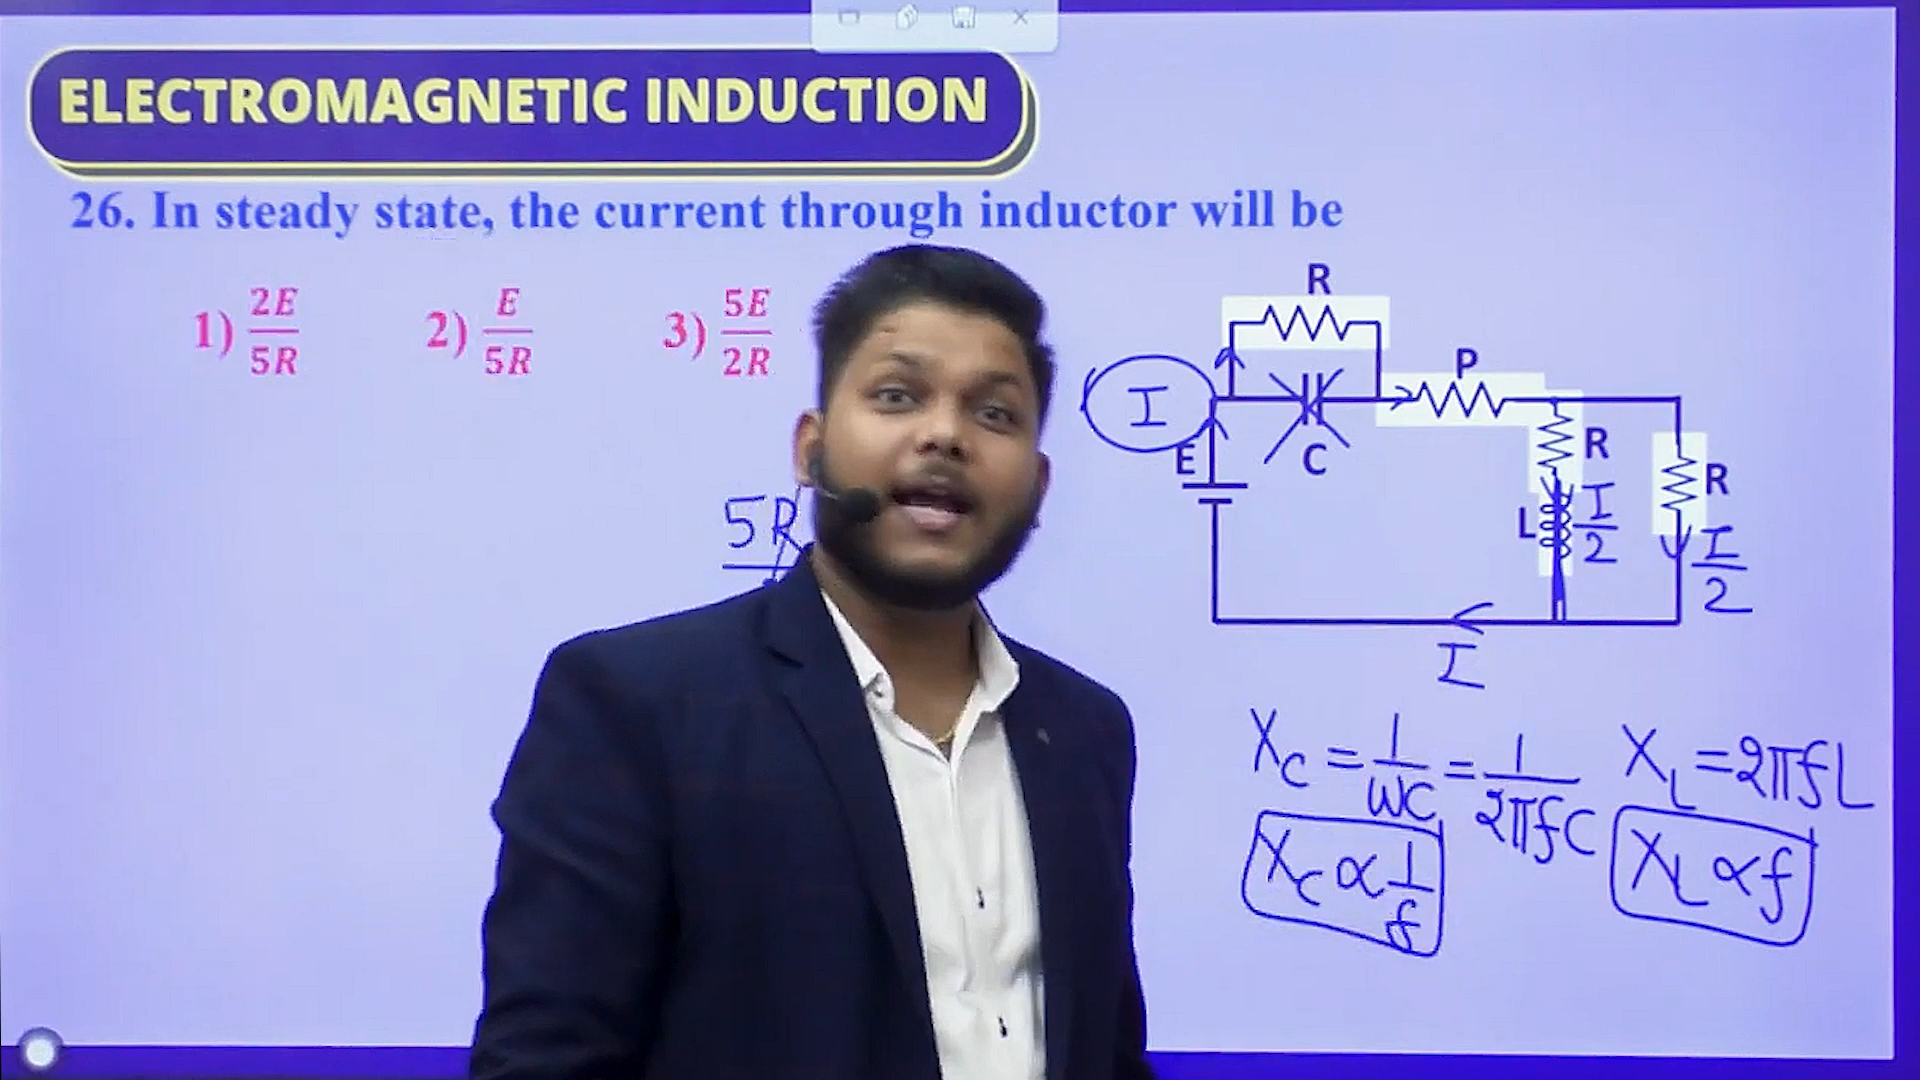 ELECTROMAGNETIC INDUCTION
26. In steady state, the current through inductor will be
1) 2E/5R 2) E/5R 3) 5E/2R
R
P
I
E
C
R
R
L
I/2
I/2
I
5R
X_C = 1/WC = 1/2πfC X_L = 2πfL
X_C ∝ 1/f X_L ∝ f